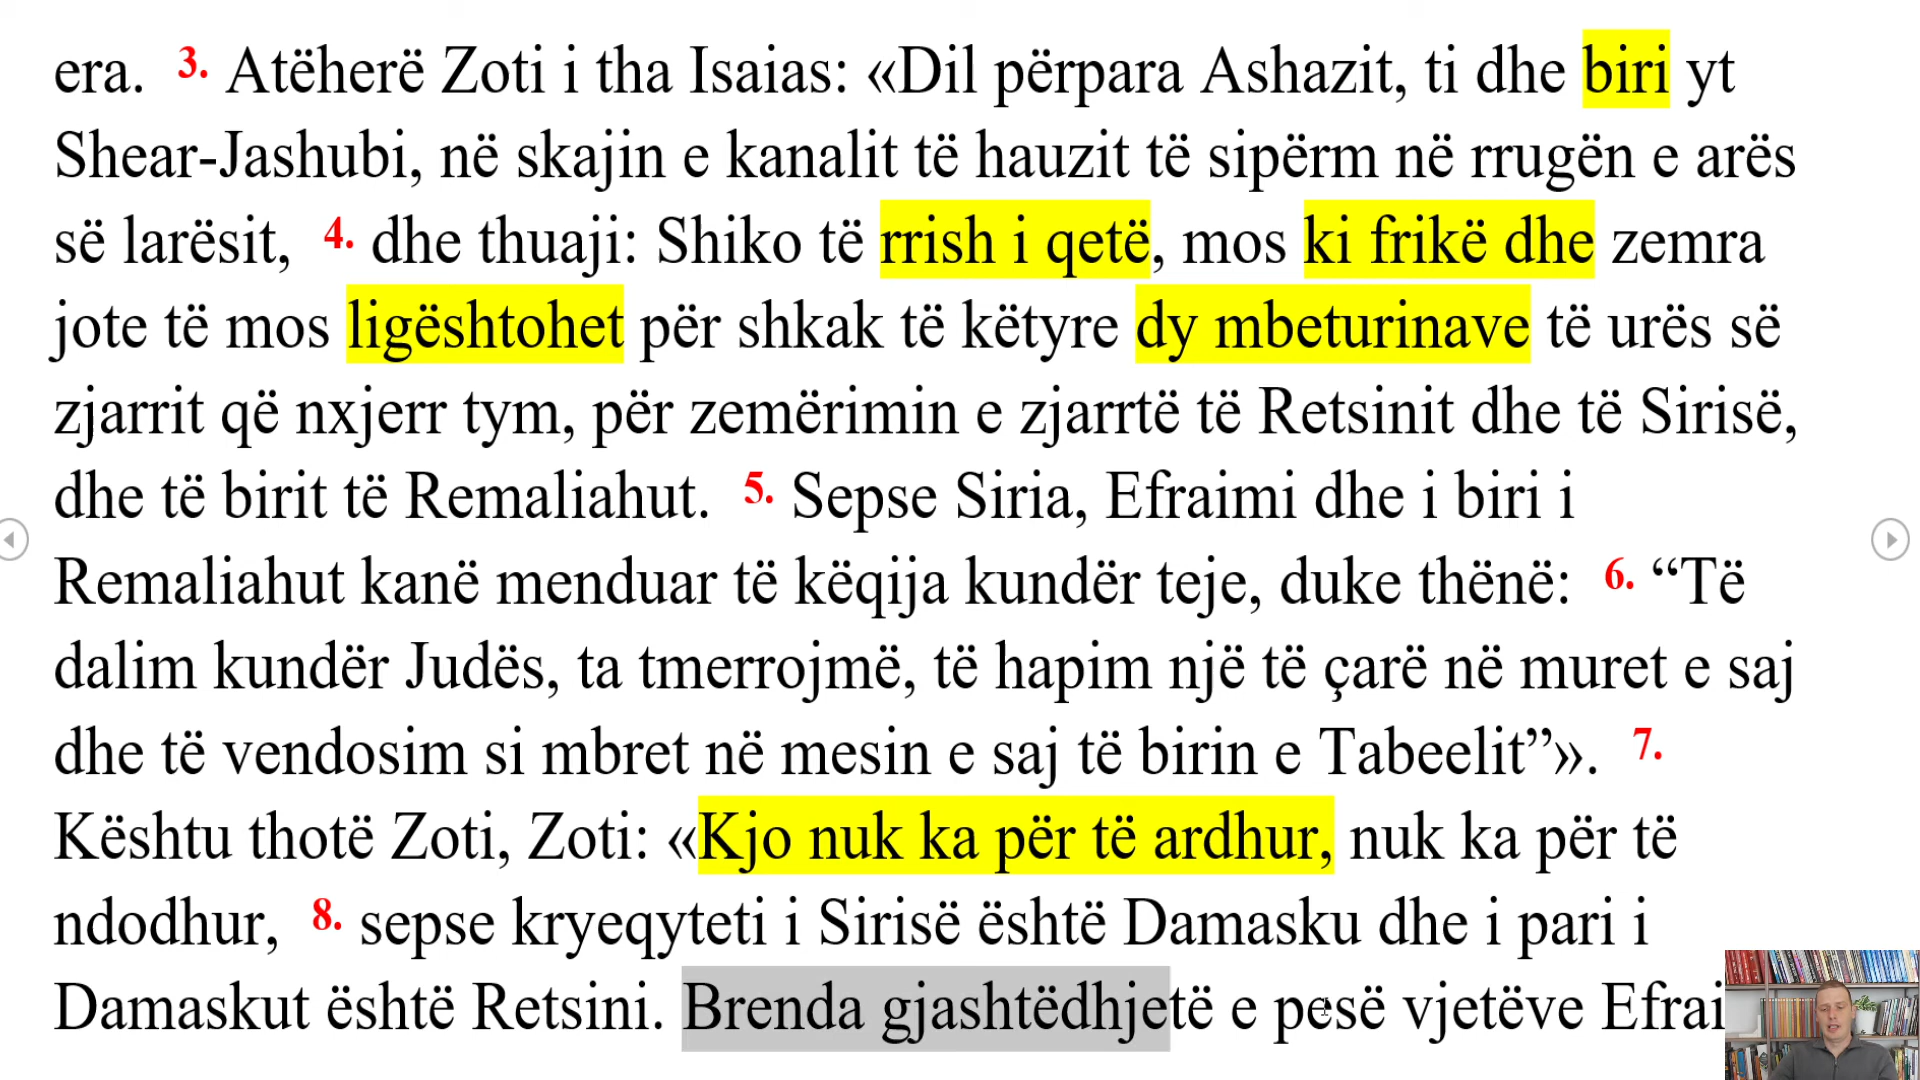 era. 3. Atëherë Zoti i tha Isaias: «Dil përpara Ashazit, ti dhe biri yt
Shear-Jashubi, në skajin e kanalit të hauzit të sipërm në rrugën e arës
së larësit, 4. dhe thuaji: Shiko të rrish i qetë, mos ki frikë dhe zemra
jote të mos ligështohet për shkak të këtyre dy mbeturinave të urës së
zjarrit që nxjerr tym, për zemërimin e zjarrtë të Retsinit dhe të Sirisë,
dhe të birit të Remaliahut. 5. Sepse Siria, Efraimi dhe i biri i
Remaliahut kanë menduar të këqija kundër teje, duke thënë: 6. “Të
dalim kundër Judës, ta tmerrojmë, të hapim një të çarë në muret e saj
dhe të vendosim si mbret në mesin e saj të birin e Tabeelit”». 7.
Kështu thotë Zoti, Zoti: «Kjo nuk ka për të ardhur, nuk ka për të
ndodhur, 8. sepse kryeqyteti i Sirisë është Damasku dhe i pari i
Damaskut është Retsini. Brenda gjashtëdhjetë e pesë vjetëve Efrai